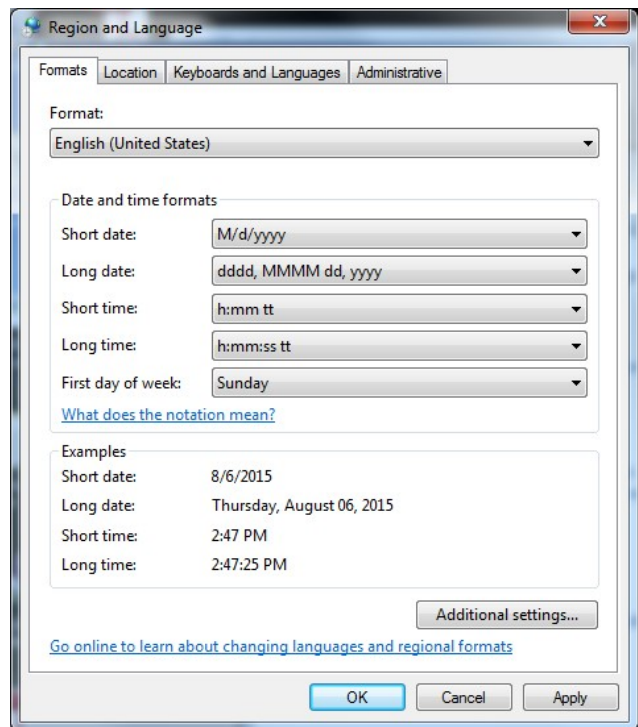 Region and Language
Formats Location Keyboards and Languages Administrative
Format:
English (United States)
Date and time formats
Short date: M/d/yyyy
Long date: dddd, MMMM dd, yyyy
Short time: h:mm tt
Long time: h:mm:ss tt
First day of week: Sunday
What does the notation mean?
Examples
Short date: 8/6/2015
Long date: Thursday, August 06, 2015
Short time: 2:47 PM
Long time: 2:47:25 PM
Additional settings...
Go online to learn about changing languages and regional formats
OK Cancel Apply